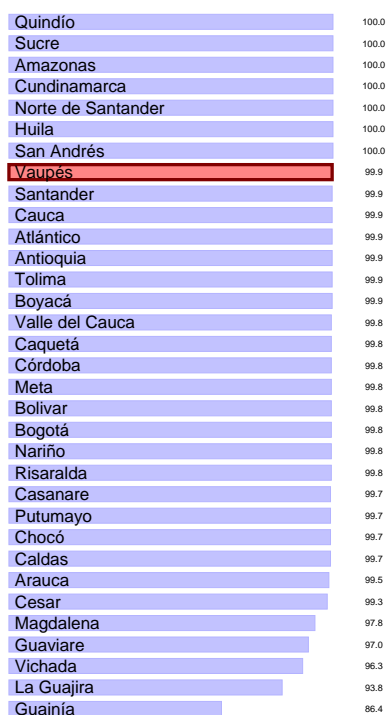 Quindío 100.0
Sucre 100.0
Amazonas 100.0
Cundinamarca 100.0
Norte de Santander 100.0
Huila 100.0
San Andrés 100.0
Vaupés 99.9
Santander 99.9
Cauca 99.9
Atlántico 99.9
Antioquia 99.9
Tolima 99.9
Boyacá 99.9
Valle del Cauca 99.8
Caquetá 99.8
Córdoba 99.8
Meta 99.8
Bolivar 99.8
Bogotá 99.8
Nariño 99.8
Risaralda 99.8
Casanare 99.7
Putumayo 99.7
Chocó 99.7
Caldas 99.7
Arauca 99.5
Cesar 99.3
Magdalena 97.8
Guaviare 97.0
Vichada 96.3
La Guajira 93.8
Guainía 86.4